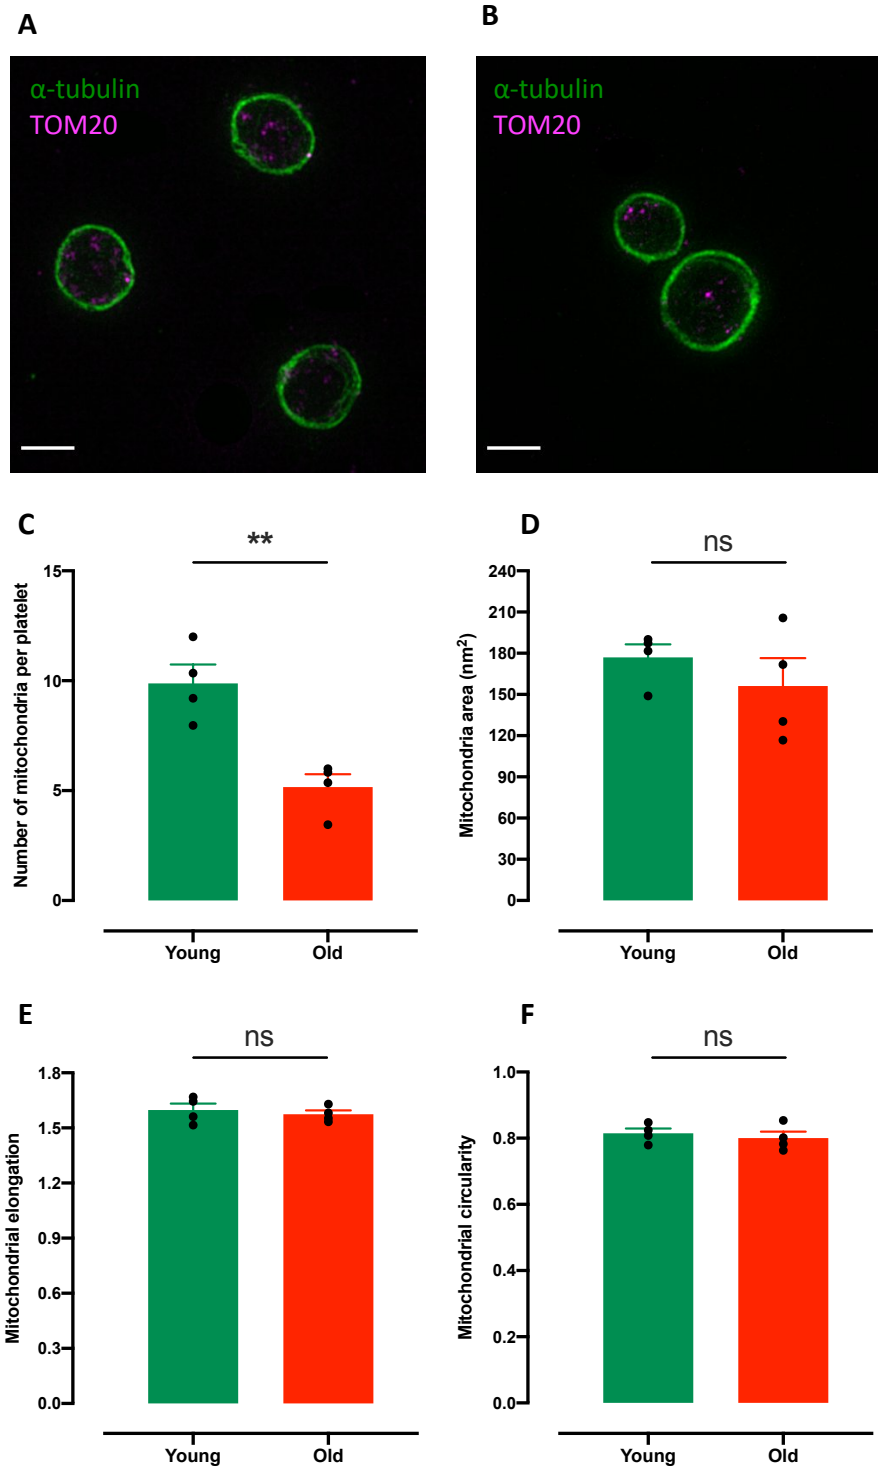 A
B
α-tubulin
TOM20
α-tubulin
TOM20
C
**
Number of mitochondria per platelet
15
10
5
0
Young
Old
D
ns
Mitochondria area (nm²)
240
210
180
150
120
90
60
30
0
Young
Old
E
ns
Mitochondrial elongation
1.8
1.5
1.2
0.9
0.6
0.3
0.0
Young
Old
F
ns
Mitochondrial circularity
1.0
0.8
0.6
0.4
0.2
0.0
Young
Old